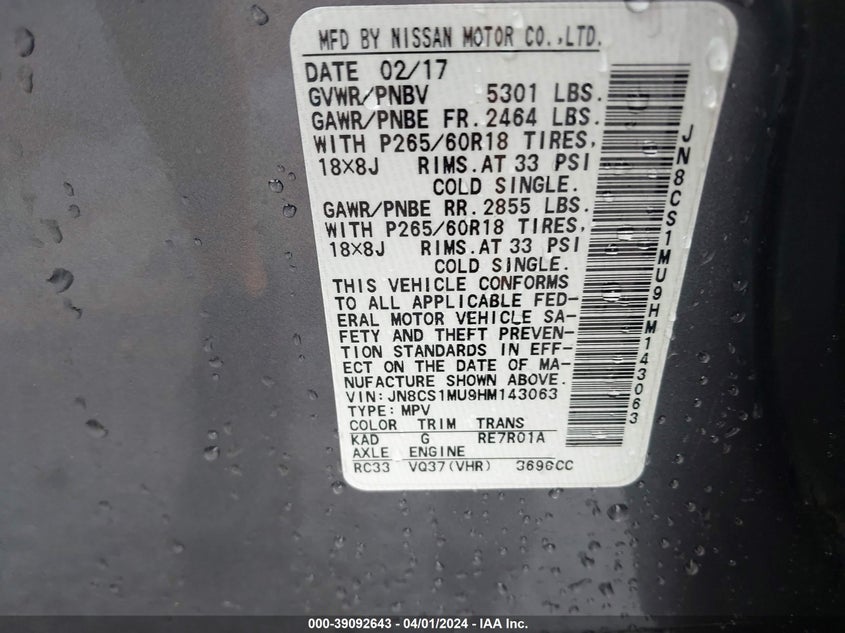 MFD BY NISSAN MOTOR CO.,LTD.
DATE 02/17
GVWR/PNBV 5301 LBS.
GAWR/PNBE FR. 2464 LBS.
WITH P265/60R18 TIRES,
18X8J RIMS.AT 33 PSI
COLD SINGLE.
GAWR/PNBE RR. 2855 LBS.
WITH P265/60R18 TIRES,
18X8J RIMS.AT 33 PSI
COLD SINGLE.
THIS VEHICLE CONFORMS
TO ALL APPLICABLE FED-
ERAL MOTOR VEHICLE SA-
FETY AND THEFT PREVEN-
TION STANDARDS IN EFF-
ECT ON THE DATE OF MA-
NUFACTURE SHOWN ABOVE.
VIN: JN8CS1MU9HM143063
TYPE: MPV
COLOR TRIM TRANS
KAD G RE7R01A
AXLE ENGINE
RC33 VQ37(VHR) 3696CC
JN8CS1MU9HM143063
000-39092643 - 04/01/2024 - IAA Inc.